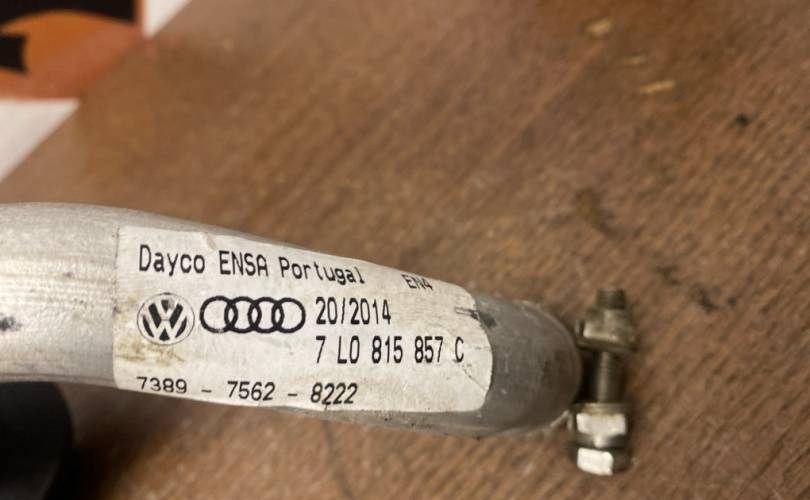 Dayco ENSA Portugal EN4
20/2014
7 L0 815 857 C
7389 - 7562 - 8222